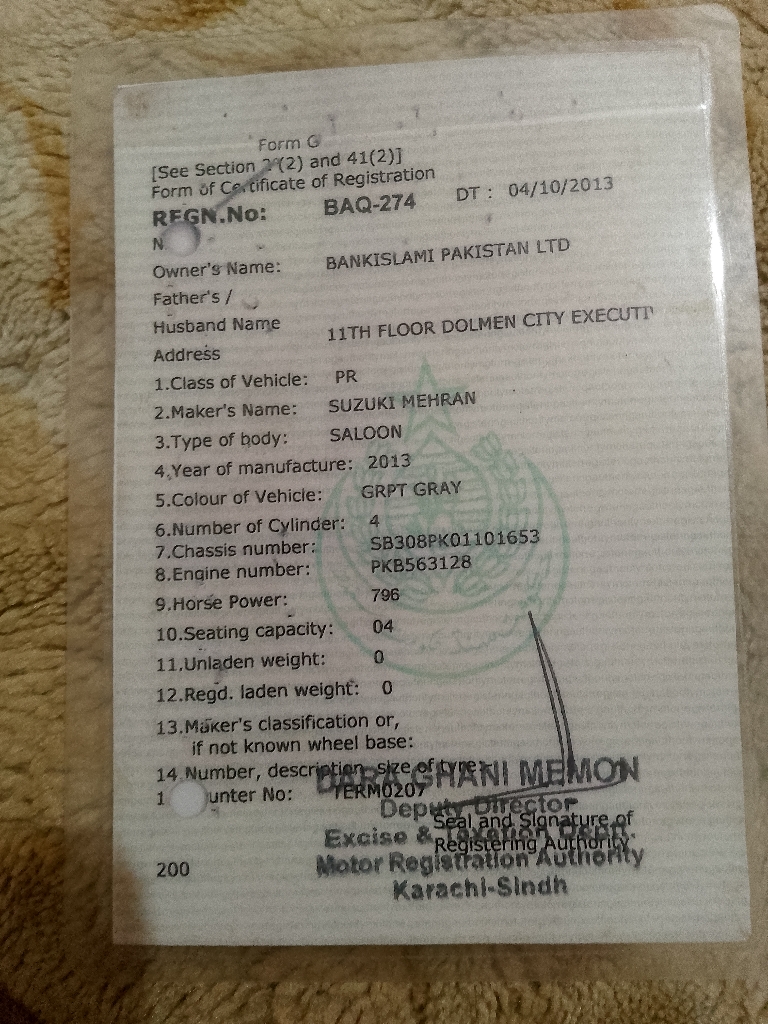 Form G
[See Section (2) and 41(2)]
Form of Certificate of Registration
REGN.No: BAQ-274 DT : 04/10/2013
N
Owner's Name: BANKISLAMI PAKISTAN LTD
Father's /
Husband Name
Address 11TH FLOOR DOLMEN CITY EXECUTI
1.Class of Vehicle: PR
2.Maker's Name: SUZUKI MEHRAN
3.Type of body: SALOON
4.Year of manufacture: 2013
5.Colour of Vehicle: GRPT GRAY
6.Number of Cylinder: 4
7.Chassis number: SB308PK01101653
8.Engine number: PKB563128
9.Horse Power: 796
10.Seating capacity: 04
11.Unladen weight: 0
12.Regd. laden weight: 0
13.Maker's classification or,
if not known wheel base:
14.Number, description, size of type:
1 unter No: TERM0207
DARA GHANI MEMON
Deputy Director
Seal and Signature of
Excise & Taxation Deptt.
Registering Authority
Motor Registration Authority
Karachi-Sindh
200